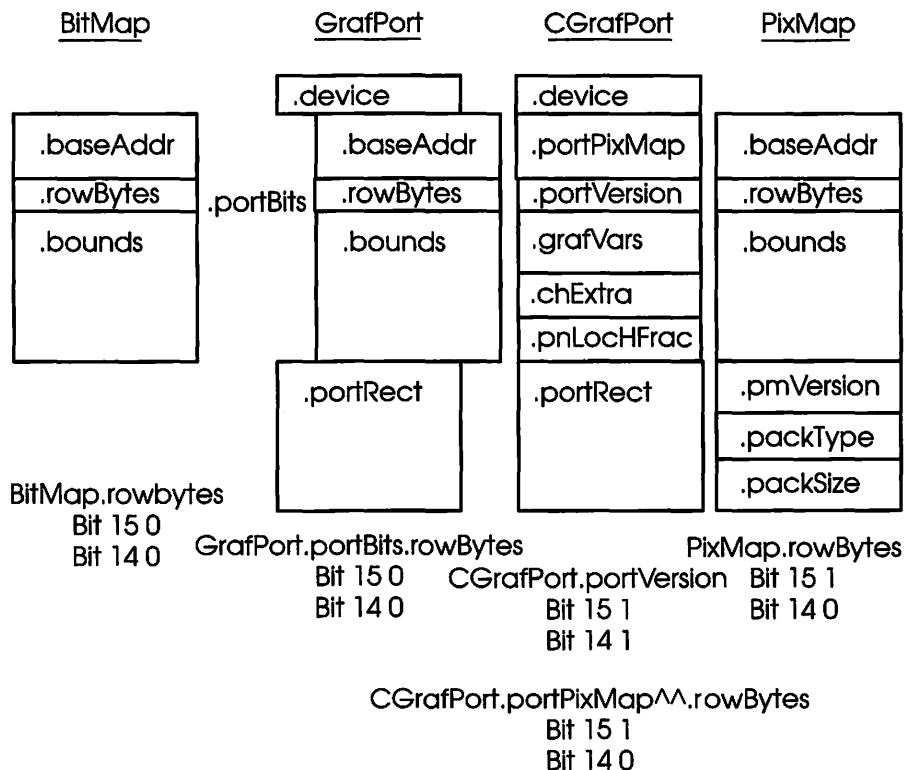 BitMap
GrafPort
CGrafPort
PixMap
.device
.device
.baseAddr
.baseAddr
.portPixMap
.baseAddr
.rowBytes
.portBits
.rowBytes
.portVersion
.rowBytes
.bounds
.bounds
.grafVars
.bounds
.chExtra
.pnLocHFrac
.portRect
.portRect
.pmVersion
.packType
.packSize
BitMap.rowbytes
Bit 15 0
Bit 14 0
GrafPort.portBits.rowBytes
Bit 15 0
Bit 14 0
CGrafPort.portVersion
Bit 15 1
Bit 14 1
PixMap.rowBytes
Bit 15 1
Bit 14 0
CGrafPort.portPixMap^^.rowBytes
Bit 15 1
Bit 14 0